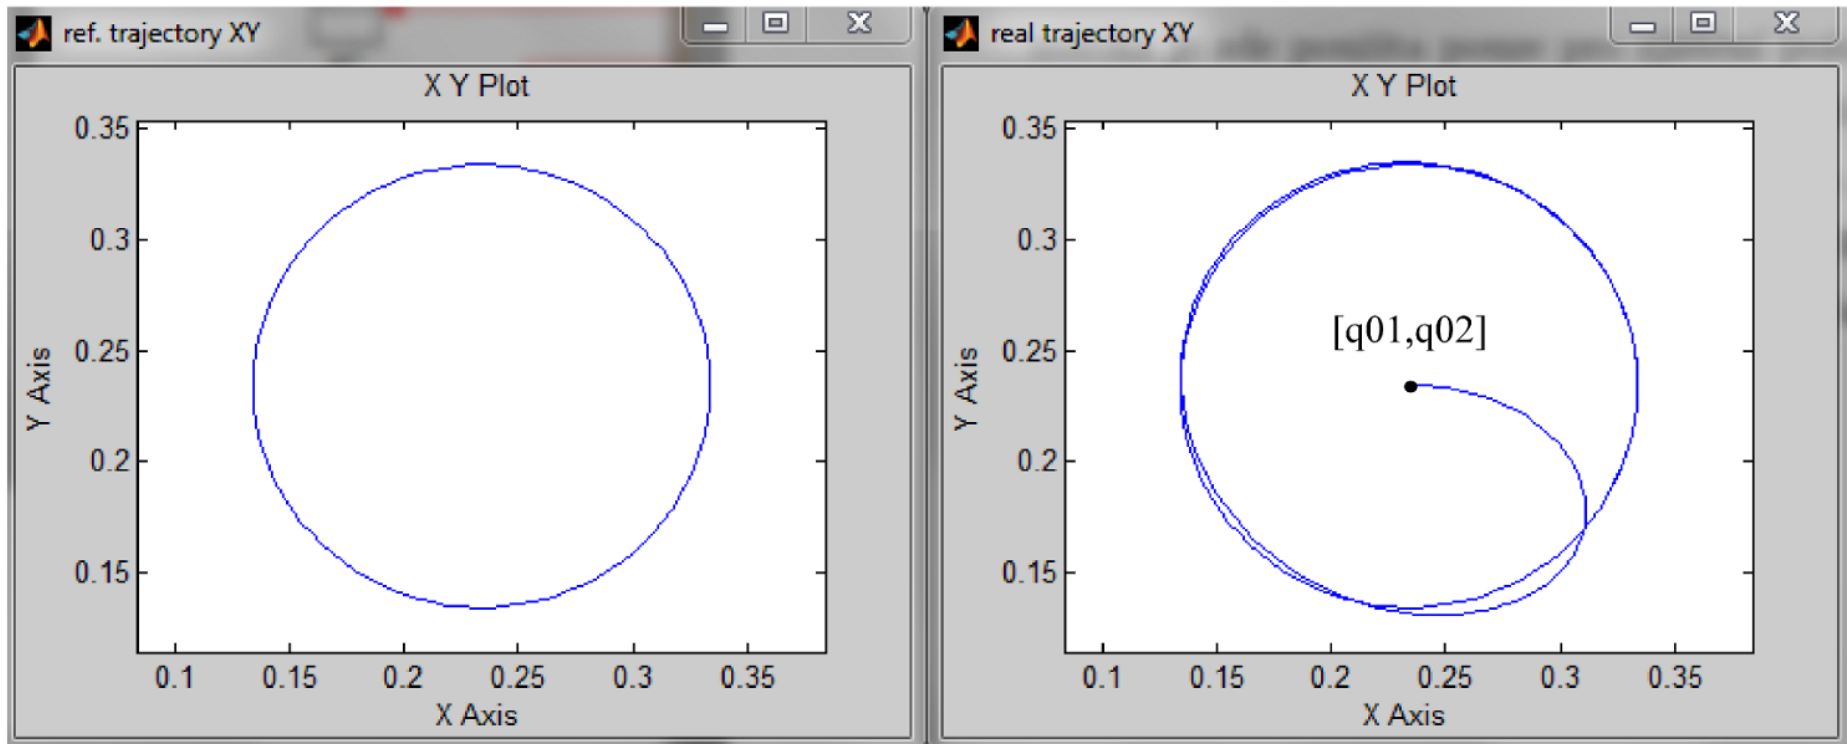 ref. trajectory XY
X Y Plot
0.35
0.3
0.25
0.2
0.15
Y Axis
0.1 0.15 0.2 0.25 0.3 0.35
X Axis
real trajectory XY
X Y Plot
0.35
0.3
0.25
0.2
0.15
Y Axis
[q01,q02]
0.1 0.15 0.2 0.25 0.3 0.35
X Axis